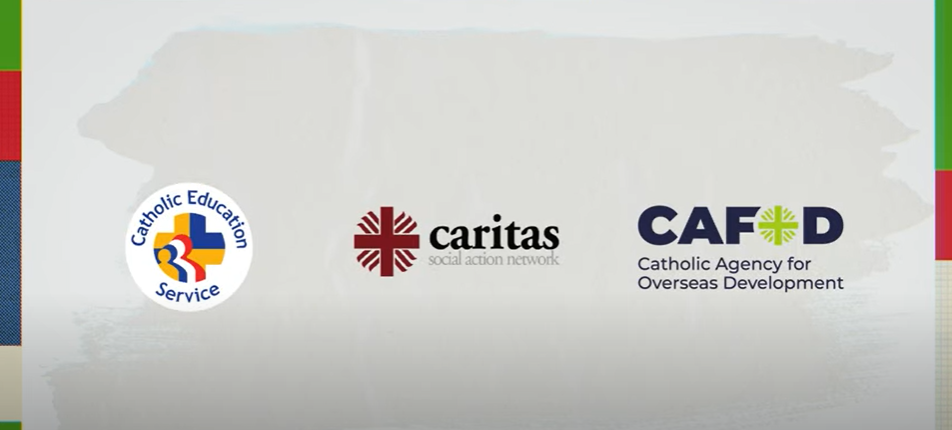 Catholic Education
Service
caritas
social action network
CAFOD
Catholic Agency for
Overseas Development